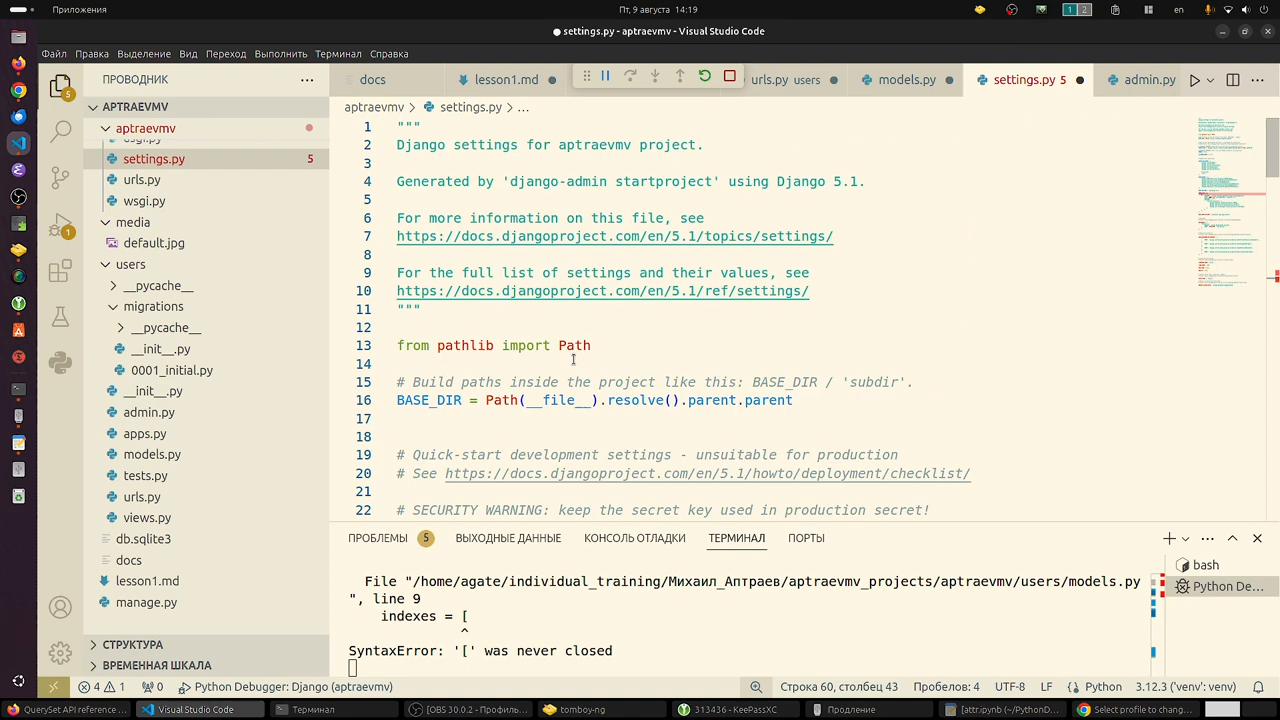 Приложения
Пт, 9 августа 14:19
1 2
en
settings.py - aptraevmv - Visual Studio Code
Файл Правка Выделение Вид Переход Выполнить Терминал Справка
ПРОВОДНИК
docs
lesson1.md
urls.py users
models.py
settings.py 5
admin.py
APTRAEVMV
aptraevmv
settings.py 5
urls.py
wsgi.py
media
default.jpg
users
__pycache__
migrations
__pycache__
__init__.py
0001_initial.py
__init__.py
admin.py
apps.py
models.py
tests.py
urls.py
views.py
db.sqlite3
docs
lesson1.md
manage.py
СТРУКТУРА
ВРЕМЕННАЯ ШКАЛА
5
1
aptraevmv > settings.py > ...
1 """
2 Django settings for aptraevmv project.
3
4 Generated by 'django-admin startproject' using Django 5.1.
5
6 For more information on this file, see
7 https://docs.djangoproject.com/en/5.1/topics/settings/
8
9 For the full list of settings and their values, see
10 https://docs.djangoproject.com/en/5.1/ref/settings/
11 """
12
13 from pathlib import Path
14
15 # Build paths inside the project like this: BASE_DIR / 'subdir'.
16 BASE_DIR = Path(__file__).resolve().parent.parent
17
18
19 # Quick-start development settings - unsuitable for production
20 # See https://docs.djangoproject.com/en/5.1/howto/deployment/checklist/
21
22 # SECURITY WARNING: keep the secret key used in production secret!
ПРОБЛЕМЫ 5 ВЫХОДНЫЕ ДАННЫЕ КОНСОЛЬ ОТЛАДКИ ТЕРМИНАЛ ПОРТЫ
File "/home/agate/individual_training/Михаил_Аптраев/aptraevmv_projects/aptraevmv/users/models.py
", line 9
indexes = [
^
SyntaxError: '[' was never closed
bash
Python De...
4 1 0 Python Debugger: Django (aptraevmv)
Строка 60, столбец 43 Пробелов: 4 UTF-8 LF Python 3.12.3 ('venv': venv)
QuerySet API reference ...
Visual Studio Code
Терминал
[OBS 30.0.2 - Профиль...
tomboy-ng
313436 - KeePassXC
Продление
[attr.ipynb (~/PythonD...
Select profile to chang...